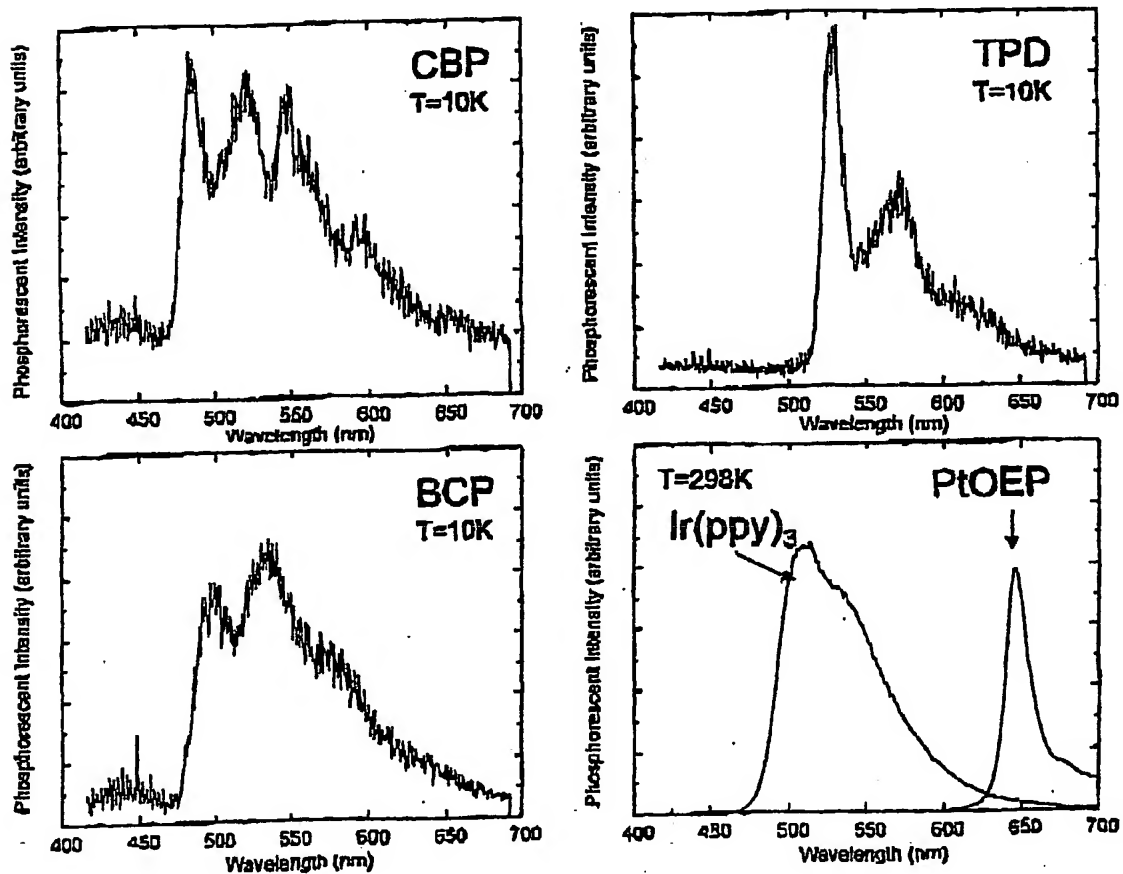 Phosphorescent Intensity (arbitrary units)
CBP
T=10K
400 450 500 550 600 650 700
Wavelength (nm)
Phosphorescent Intensity (arbitrary units)
TPD
T=10K
400 450 500 550 600 650 700
Wavelength (nm)
Phosphorescent Intensity (arbitrary units)
BCP
T=10K
400 450 500 550 600 650 700
Wavelength (nm)
Phosphorescent Intensity (arbitrary units)
T=298K
PtOEP
Ir(ppy)₃
400 450 500 550 600 650 700
Wavelength (nm)